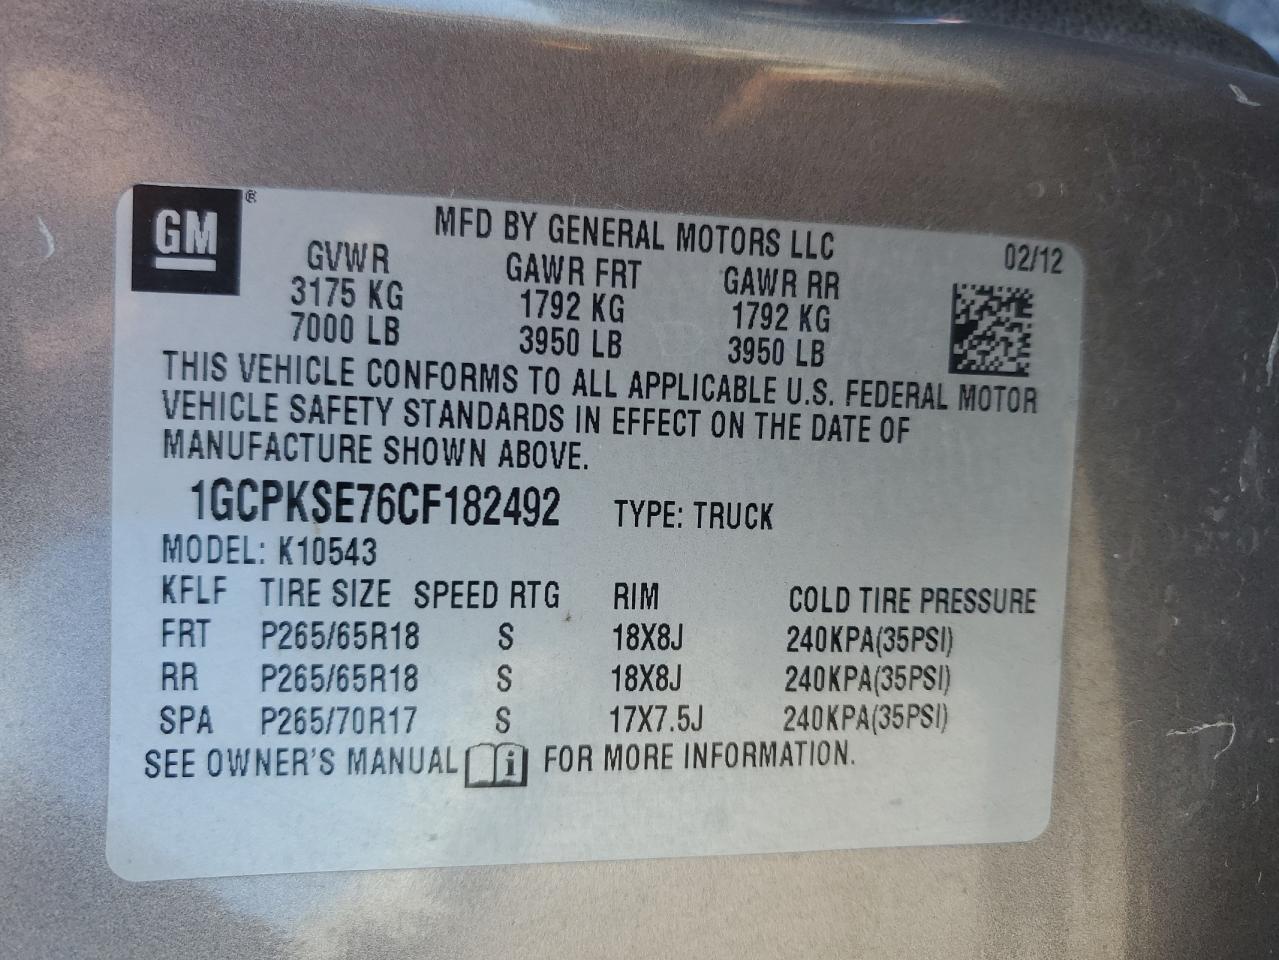 GM ®
MFD BY GENERAL MOTORS LLC
02/12
GVWR GAWR FRT GAWR RR
3175 KG 1792 KG 1792 KG
7000 LB 3950 LB 3950 LB
THIS VEHICLE CONFORMS TO ALL APPLICABLE U.S. FEDERAL MOTOR
VEHICLE SAFETY STANDARDS IN EFFECT ON THE DATE OF
MANUFACTURE SHOWN ABOVE.
1GCPKSE76CF182492 TYPE: TRUCK
MODEL: K10543
KFLF TIRE SIZE SPEED RTG RIM COLD TIRE PRESSURE
FRT P265/65R18 S 18X8J 240KPA(35PSI)
RR P265/65R18 S 18X8J 240KPA(35PSI)
SPA P265/70R17 S 17X7.5J 240KPA(35PSI)
SEE OWNER'S MANUAL i FOR MORE INFORMATION.